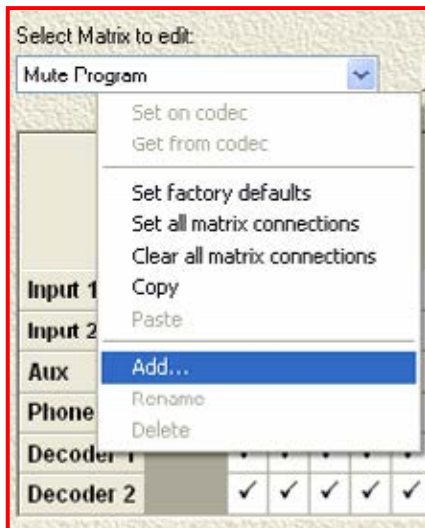 Select Matrix to edit:
Mute Program
Set on codec
Get from codec
Set factory defaults
Set all matrix connections
Clear all matrix connections
Copy
Paste
Add...
Rename
Delete
Input 1
Input 2
Aux
Phone
Decoder 1
Decoder 2